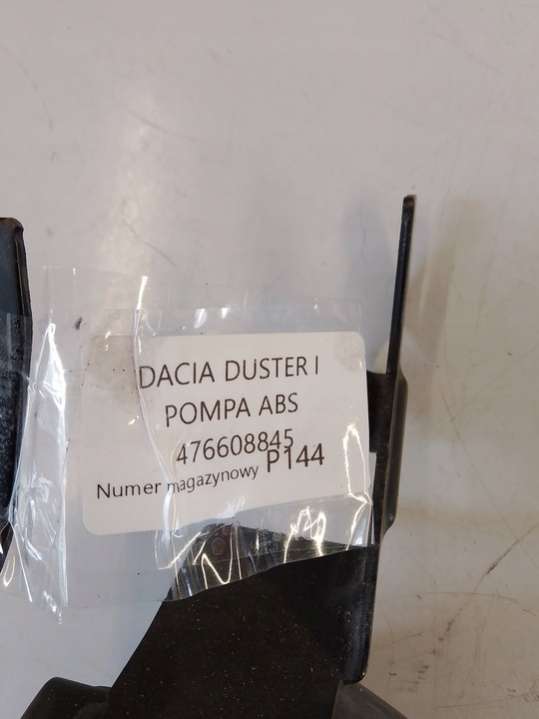 DACIA DUSTER I
POMPA ABS
476608845
Numer magazynowy P144